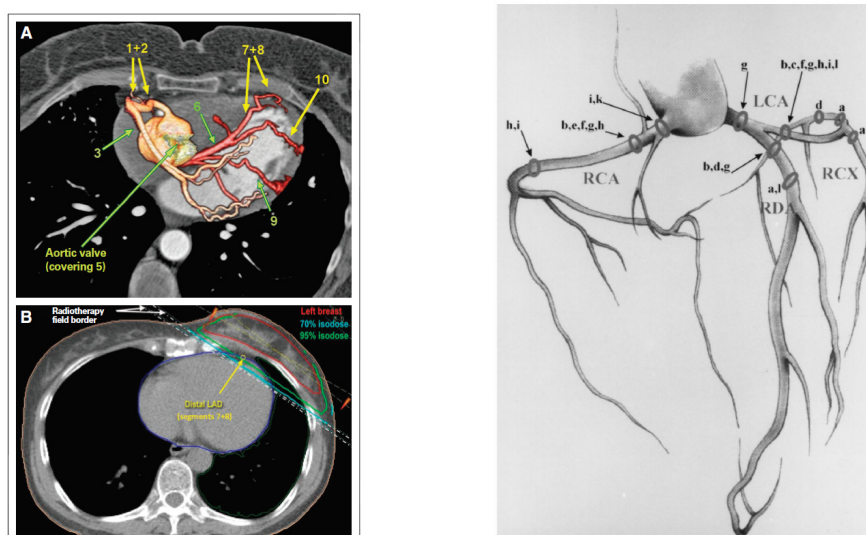 A
1+2
7+8
10
6
3
9
Aortic valve
(covering 5)
B
Radiotherapy
field border
Left breast
70% isodose
95% isodose
Distal LAD
(segments 7+8)
g
b,c,f,g,h,i,l
i,k
LCA
d
a
b,e,f,g,h
a
h,i
b,d,g
RCX
RCA
a,l
RDA